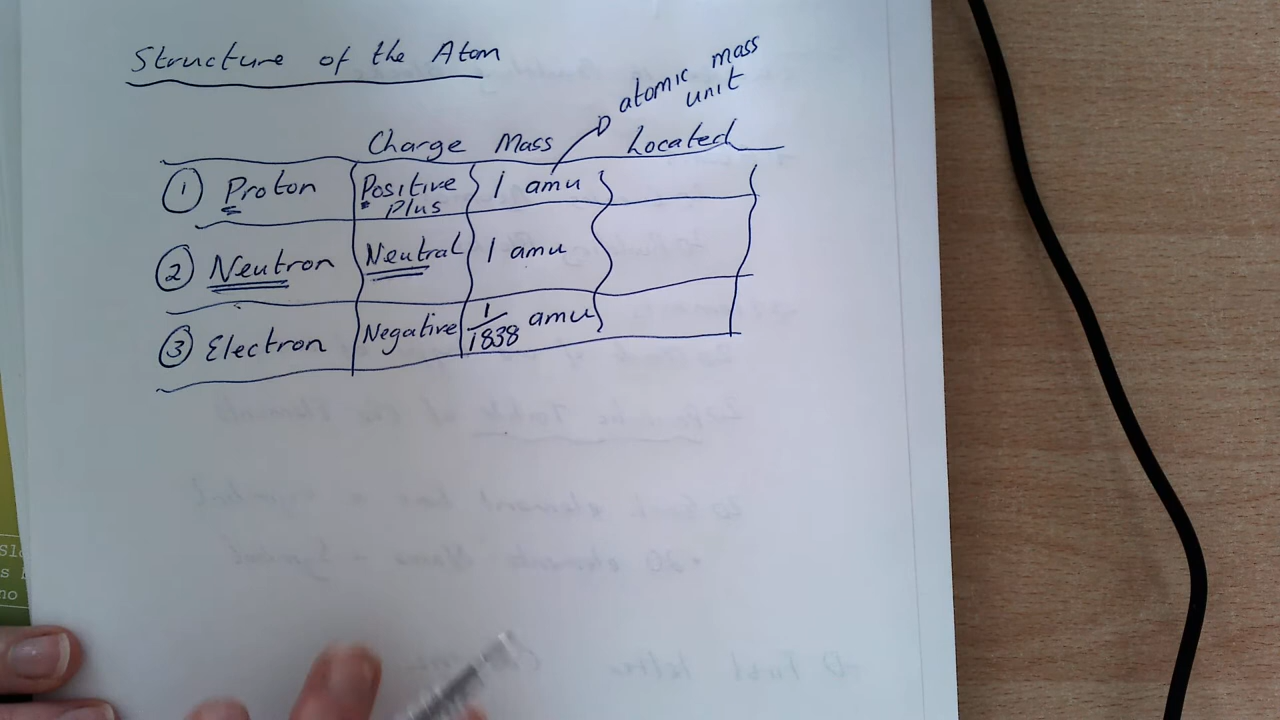 Structure of the Atom
atomic mass
unit
Charge Mass Located
1 Proton Positive 1 amu
Plus
2 Neutron Neutral 1 amu
3 Electron Negative 1/1838 amu